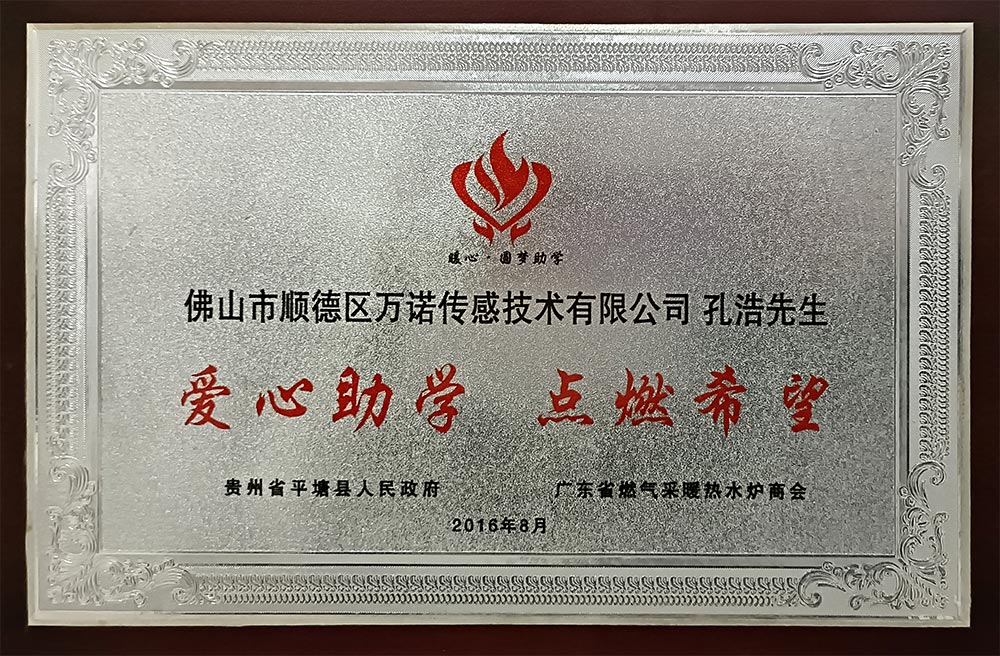 暖心·圆梦助学
佛山市顺德区万诺传感技术有限公司 孔浩先生
爱心助学 点燃希望
贵州省平塘县人民政府 广东省燃气采暖热水炉商会
2016年8月